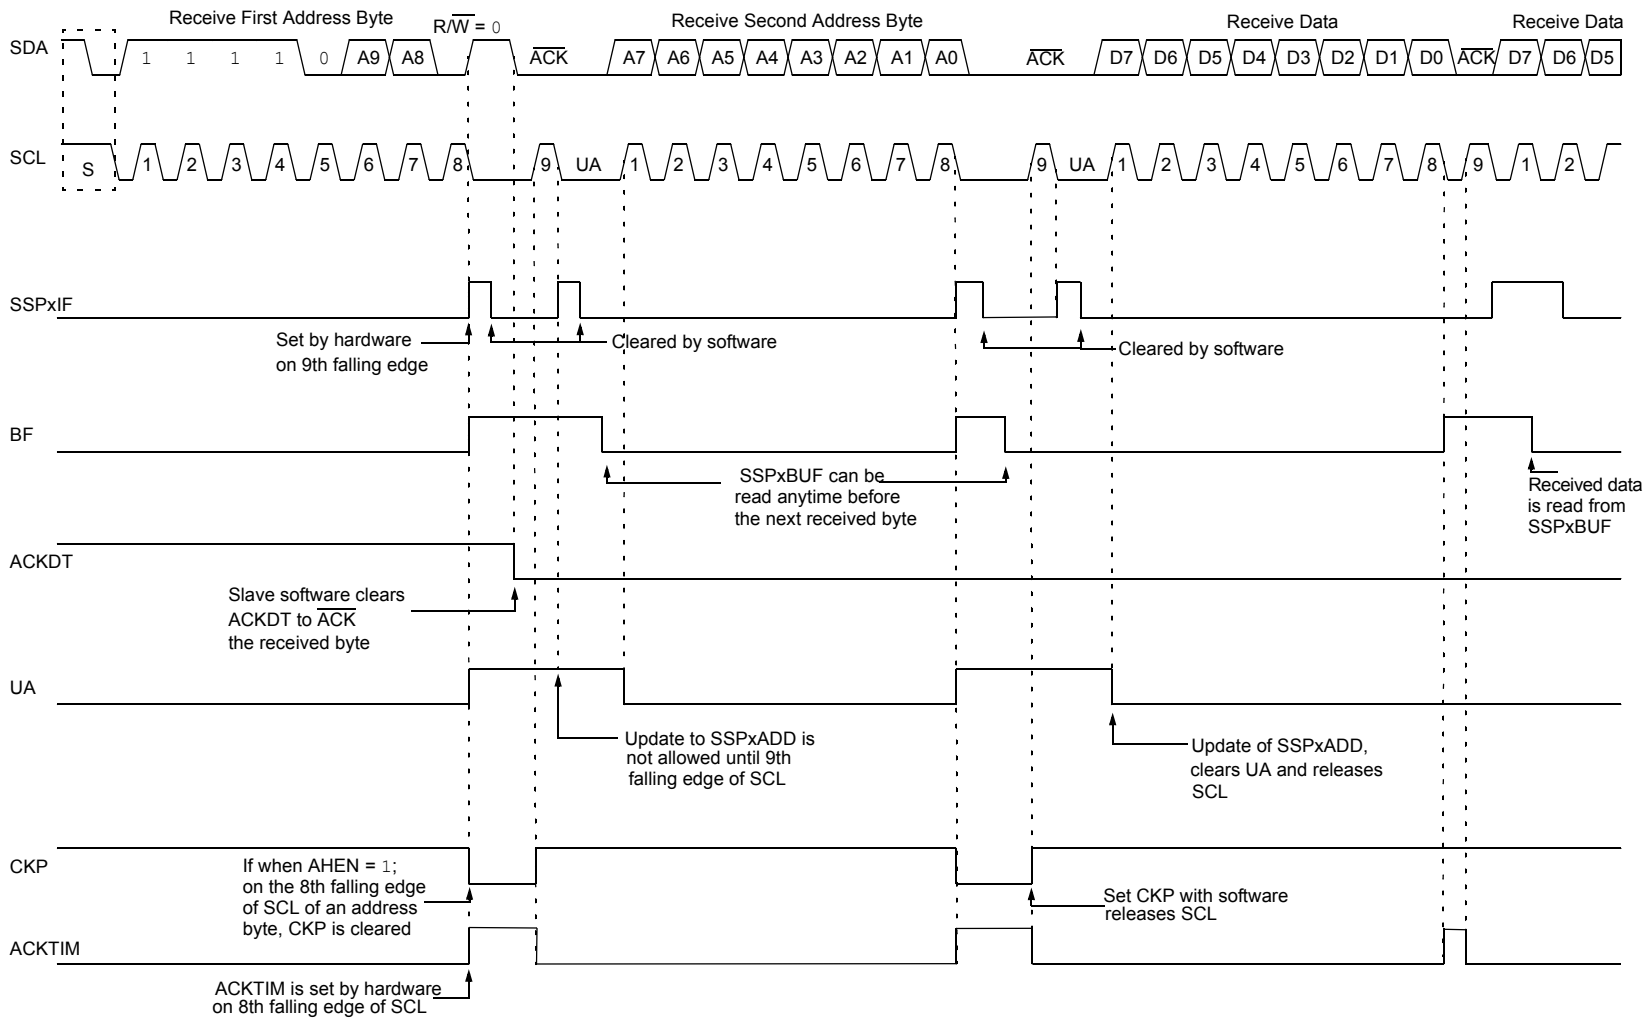 Receive First Address Byte
R/W = 0
Receive Second Address Byte
Receive Data
Receive Data
SDA
1 1 1 1 0 A9 A8 ACK A7 A6 A5 A4 A3 A2 A1 A0 ACK D7 D6 D5 D4 D3 D2 D1 D0 ACK D7 D6 D5
SCL
S 1 2 3 4 5 6 7 8 9 UA 1 2 3 4 5 6 7 8 9 UA 1 2 3 4 5 6 7 8 9 1 2
SSPxIF
Set by hardware
on 9th falling edge
Cleared by software
Cleared by software
BF
SSPxBUF can be
read anytime before
the next received byte
Received data
is read from
SSPxBUF
ACKDT
Slave software clears
ACKDT to ACK
the received byte
UA
Update to SSPxADD is
not allowed until 9th
falling edge of SCL
Update of SSPxADD,
clears UA and releases
SCL
CKP
If when AHEN = 1;
on the 8th falling edge
of SCL of an address
byte, CKP is cleared
Set CKP with software
releases SCL
ACKTIM
ACKTIM is set by hardware
on 8th falling edge of SCL